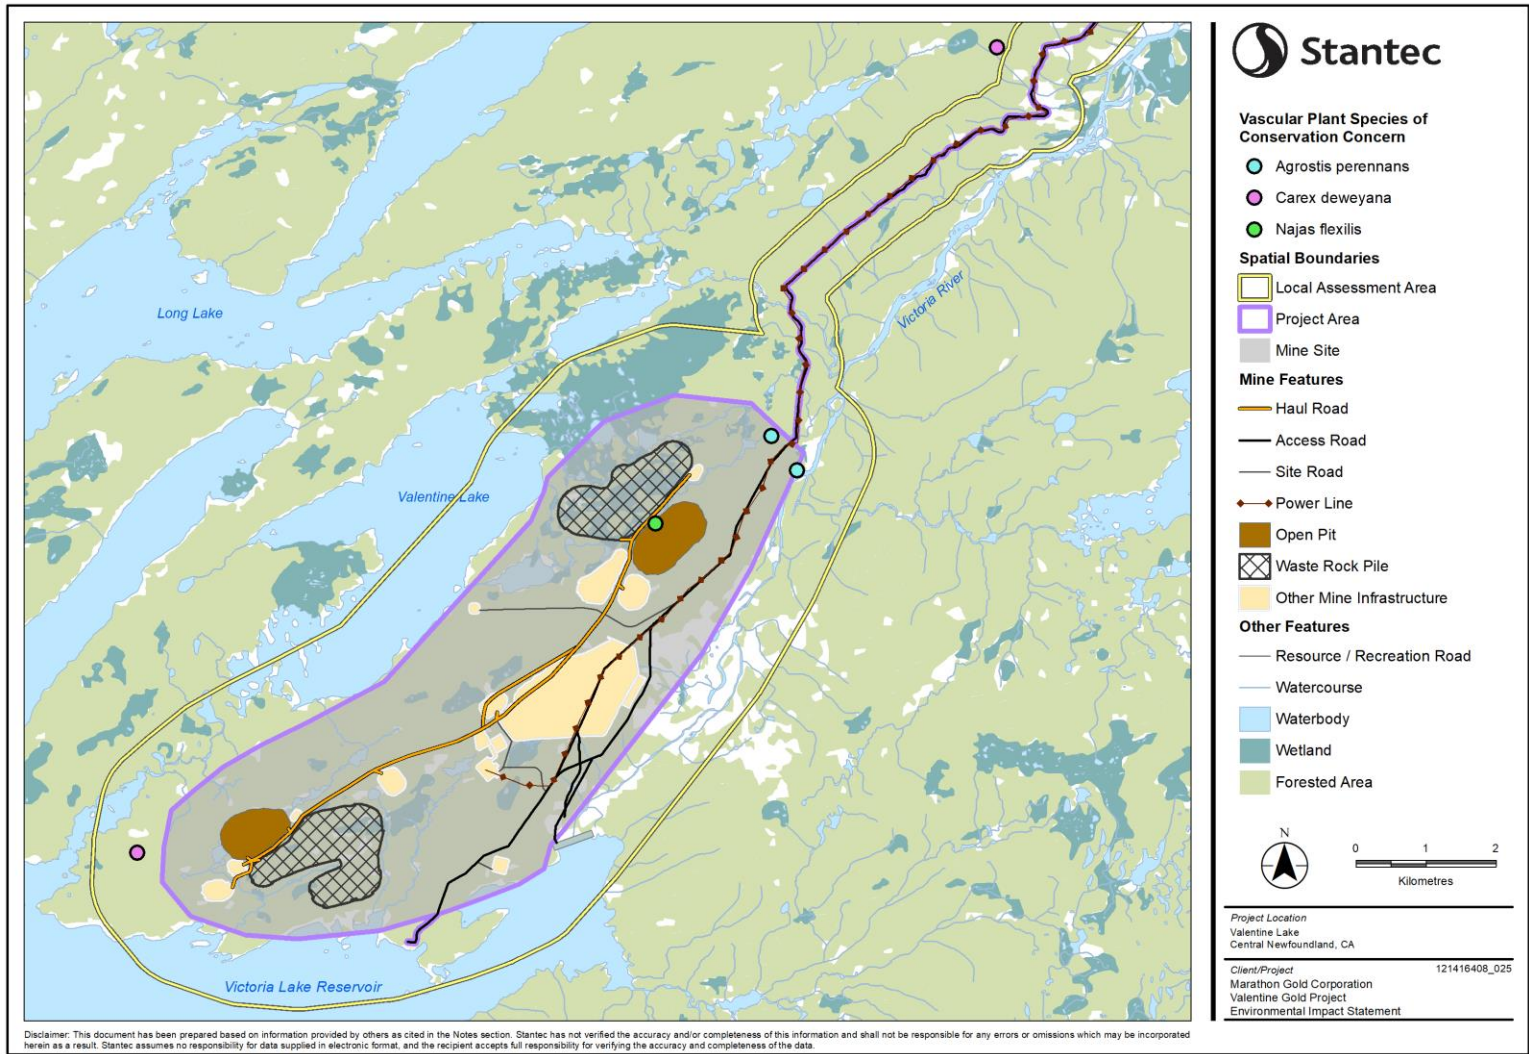 Stantec
Vascular Plant Species of
Conservation Concern
Agrostis perennans
Carex deweyana
Najas flexilis
Spatial Boundaries
Local Assessment Area
Project Area
Mine Site
Mine Features
Haul Road
Access Road
Site Road
Power Line
Open Pit
Waste Rock Pile
Other Mine Infrastructure
Other Features
Resource / Recreation Road
Watercourse
Waterbody
Wetland
Forested Area
N
0 1 2
Kilometres
Project Location
Valentine Lake
Central Newfoundland, CA
Client/Project 121416408_025
Marathon Gold Corporation
Valentine Gold Project
Environmental Impact Statement
Long Lake
Victoria River
Valentine Lake
Victoria Lake Reservoir
Disclaimer: This document has been prepared based on information provided by others as cited in the Notes section. Stantec has not verified the accuracy and/or completeness of this information and shall not be responsible for any errors or omissions which may be incorporated
herein as a result. Stantec assumes no responsibility for data supplied in electronic format, and the recipient accepts full responsibility for verifying the accuracy and completeness of the data.